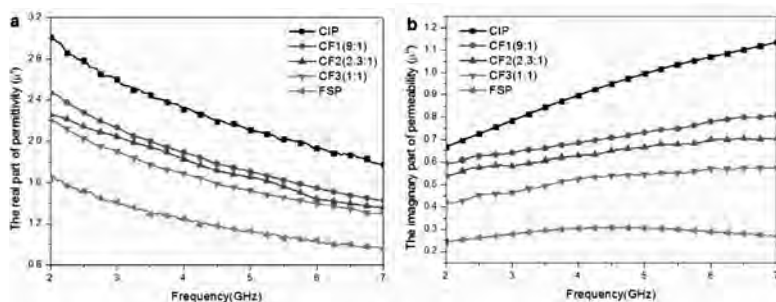 a
3.2
2.8
2.4
2.0
1.6
1.2
0.8
2
3
4
5
6
7
The real part of permittivity (μ')
Frequency(GHz)
CIP
CF1(9:1)
CF2(2.3:1)
CF3(1:1)
FSP
b
1.2
1.1
1.0
0.9
0.8
0.7
0.6
0.5
0.4
0.3
0.2
2
3
4
5
6
7
The imaginary part of permeability (μ'')
Frequency(GHz)
CIP
CF1(9:1)
CF2(2.3:1)
CF3(1:1)
FSP